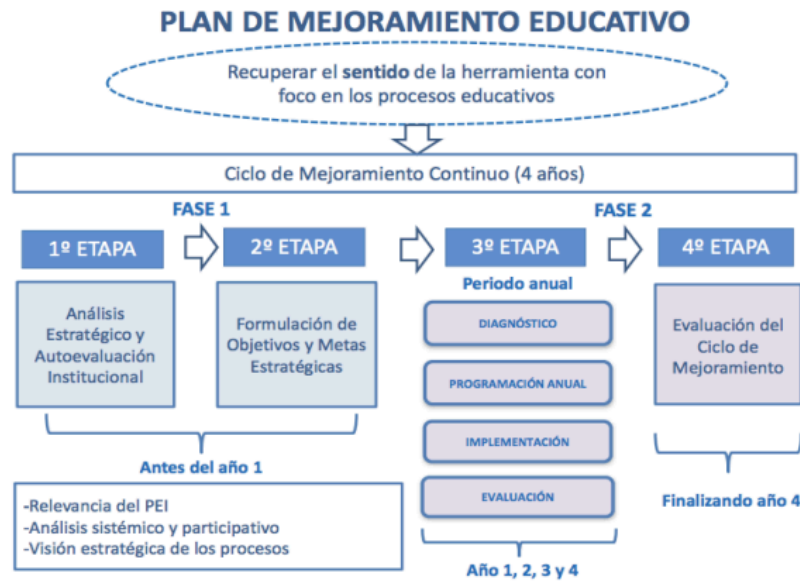 PLAN DE MEJORAMIENTO EDUCATIVO
Recuperar el sentido de la herramienta con
foco en los procesos educativos
Ciclo de Mejoramiento Continuo (4 años)
FASE 1
FASE 2
1º ETAPA
2º ETAPA
3º ETAPA
4º ETAPA
Análisis
Estratégico y
Autoevaluación
Institucional
Formulación de
Objetivos y Metas
Estratégicas
Periodo anual
DIAGNÓSTICO
PROGRAMACIÓN ANUAL
IMPLEMENTACIÓN
EVALUACIÓN
Evaluación del
Ciclo de
Mejoramiento
Antes del año 1
-Relevancia del PEI
-Análisis sistémico y participativo
-Visión estratégica de los procesos
Año 1, 2, 3 y 4
Finalizando año 4